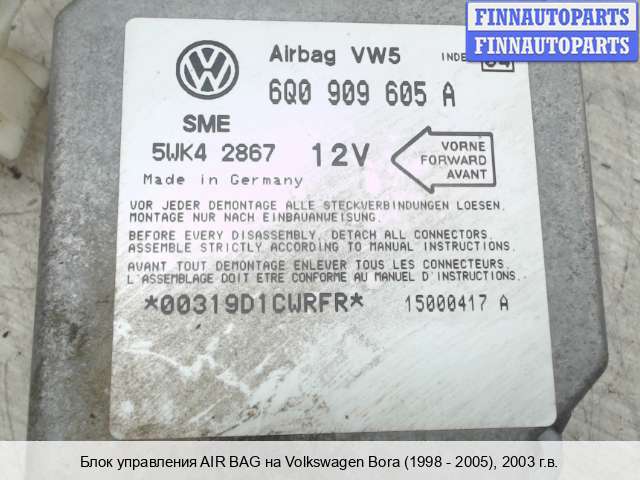 FINNAUTOPARTS
FINNAUTOPARTS
Airbag VW5
6Q0 909 605 A
SME
5WK4 2867 12V
VORNE
FORWARD
AVANT
Made in Germany
VOR JEDER DEMONTAGE ALLE STECKVERBINDUNGEN LOESEN.
MONTAGE NUR NACH EINBAUANWEISUNG.
BEFORE EVERY DISASSEMBLY, DETACH ALL CONNECTORS.
ASSEMBLE STRICTLY ACCORDING TO MANUAL INSTRUCTIONS.
AVANT TOUT DEMONTAGE ENLEVER TOUS LES CONNECTEURS.
L'ASSEMBLAGE DOIT ETRE CONFORME AU MANUEL D'INSTRUCTIONS.
*00319D1CWRFR* 15000417 A
Блок управления AIR BAG на Volkswagen Bora (1998 - 2005), 2003 г.в.